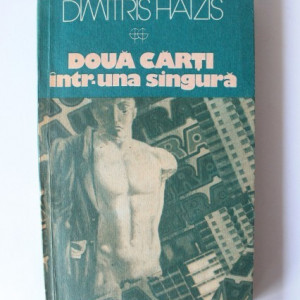 DIMITRIS HATZIS
DOUĂ CĂRȚI
într-una singură